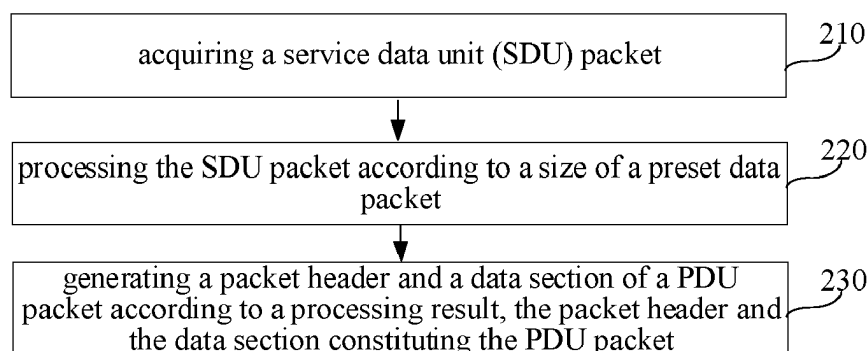 acquiring a service data unit (SDU) packet
210
processing the SDU packet according to a size of a preset data
packet
220
generating a packet header and a data section of a PDU
packet according to a processing result, the packet header and
the data section constituting the PDU packet
230